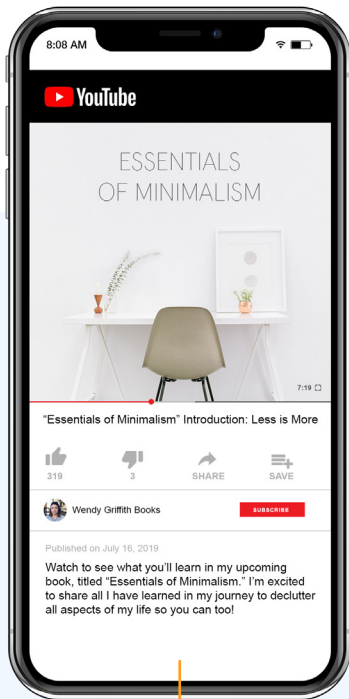 8:08 AM
YouTube
ESSENTIALS
OF MINIMALISM
7:19
“Essentials of Minimalism” Introduction: Less is More
319 3 SHARE SAVE
Wendy Griffith Books SUBSCRIBE
Published on July 16, 2019
Watch to see what you’ll learn in my upcoming
book, titled “Essentials of Minimalism.” I’m excited
to share all I have learned in my journey to declutter
all aspects of my life so you can too!